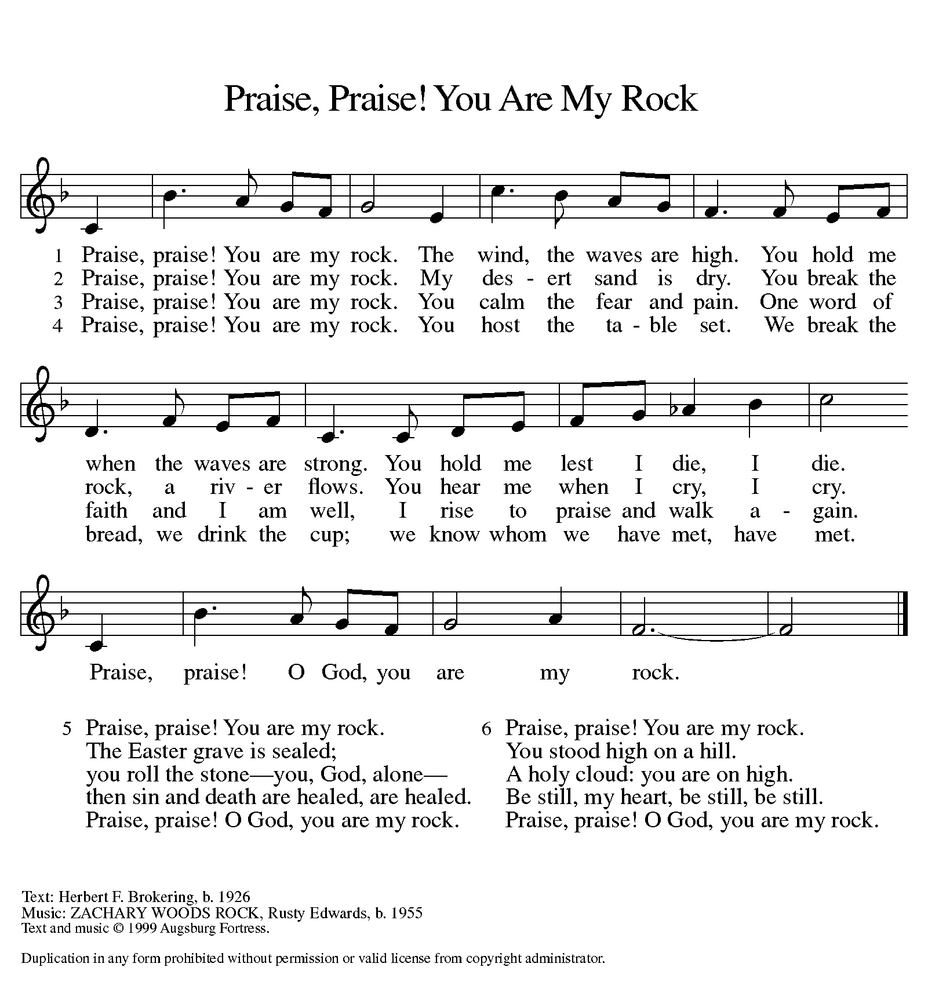 Praise, Praise! You Are My Rock
1 Praise, praise! You are my rock. The wind, the waves are high. You hold me
2 Praise, praise! You are my rock. My des - ert sand is dry. You break the
3 Praise, praise! You are my rock. You calm the fear and pain. One word of
4 Praise, praise! You are my rock. You host the ta - ble set. We break the
when the waves are strong. You hold me lest I die, I die.
rock, a riv - er flows. You hear me when I cry, I cry.
faith and I am well, I rise to praise and walk a - gain.
bread, we drink the cup; we know whom we have met, have met.
Praise, praise! O God, you are my rock.
5 Praise, praise! You are my rock.
The Easter grave is sealed;
you roll the stone—you, God, alone—
then sin and death are healed, are healed.
Praise, praise! O God, you are my rock.
6 Praise, praise! You are my rock.
You stood high on a hill.
A holy cloud: you are on high.
Be still, my heart, be still, be still.
Praise, praise! O God, you are my rock.
Text: Herbert F. Brokering, b. 1926
Music: ZACHARY WOODS ROCK, Rusty Edwards, b. 1955
Text and music © 1999 Augsburg Fortress.
Duplication in any form prohibited without permission or valid license from copyright administrator.